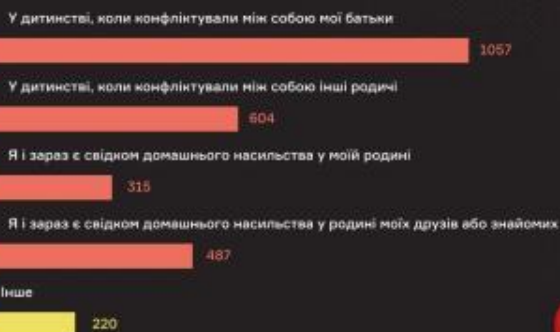 У дитинстві, коли конфліктували між собою мої батьки
1057
У дитинстві, коли конфліктували між собою інші родичі
604
Я і зараз є свідком домашнього насильства у моїй родині
315
Я і зараз є свідком домашнього насильства у родині моїх друзів або знайомих
487
Інше
220